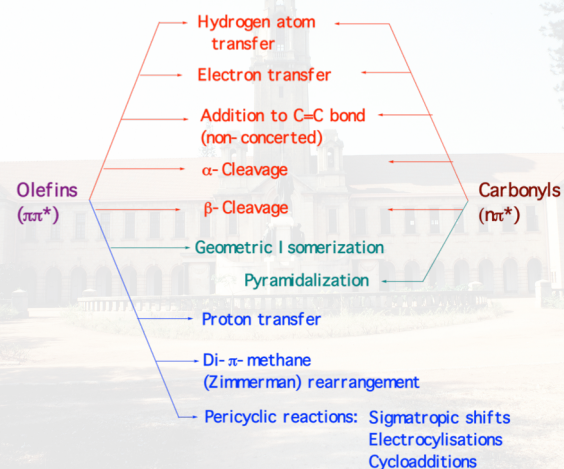 Hydrogen atom
transfer
Electron transfer
Addition to C=C bond
(non-concerted)
α-Cleavage
Olefins
(ππ*)
Carbonyls
(nπ*)
β-Cleavage
Geometric Isomerization
Pyramidalization
Proton transfer
Di-π-methane
(Zimmerman) rearrangement
Pericyclic reactions: Sigmatropic shifts
Electrocylisations
Cycloadditions